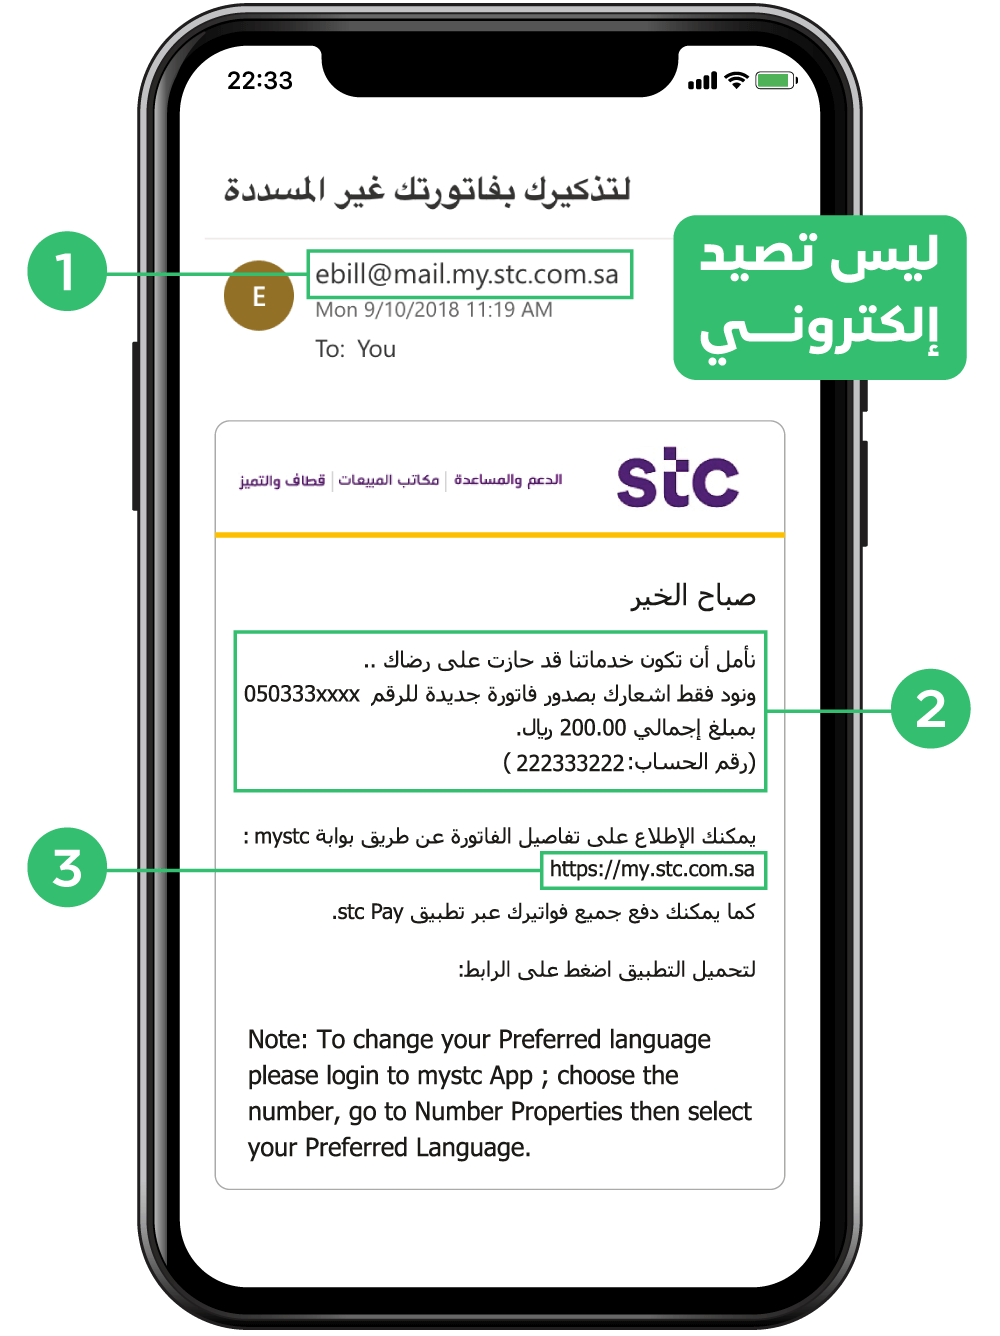 22:33
لتذكيرك بفاتورتك غير المسددة
ليس تصيد
إلكتروني
1
E
ebill@mail.my.stc.com.sa
Mon 9/10/2018 11:19 AM
To: You
stc
الدعم والمساعدة | مكاتب المبيعات | قطاف والتميز
صباح الخير
نأمل أن تكون خدماتنا قد حازت على رضاك ..
ونود فقط اشعارك بصدور فاتورة جديدة للرقم 050333xxxx
بمبلغ إجمالي 200.00 ريال.
(رقم الحساب: 222333222 )
2
يمكنك الإطلاع على تفاصيل الفاتورة عن طريق بوابة mystc :
https://my.stc.com.sa
3
كما يمكنك دفع جميع فواتيرك عبر تطبيق stc Pay.
لتحميل التطبيق اضغط على الرابط:
Note: To change your Preferred language
please login to mystc App ; choose the
number, go to Number Properties then select
your Preferred Language.